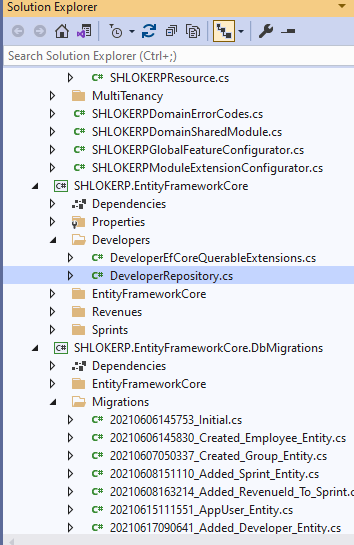 Solution Explorer
Search Solution Explorer (Ctrl+;)
C# SHLOKERPResource.cs
MultiTenancy
C# SHLOKERPDomainErrorCodes.cs
C# SHLOKERPDomainSharedModule.cs
C# SHLOKERPGlobalFeatureConfigurator.cs
C# SHLOKERPModuleExtensionConfigurator.cs
C# SHLOKERP.EntityFrameworkCore
Dependencies
Properties
Developers
C# DeveloperEfCoreQuerableExtensions.cs
C# DeveloperRepository.cs
EntityFrameworkCore
Revenues
Sprints
C# SHLOKERP.EntityFrameworkCore.DbMigrations
Dependencies
EntityFrameworkCore
Migrations
C# 20210606145753_Initial.cs
C# 20210606145830_Created_Employee_Entity.cs
C# 20210607050337_Created_Group_Entity.cs
C# 20210608151110_Added_Sprint_Entity.cs
C# 20210608163214_Added_RevenueId_To_Sprint.c
C# 20210615111551_AppUser_Entity.cs
C# 20210617090641_Added_Developer_Entity.cs